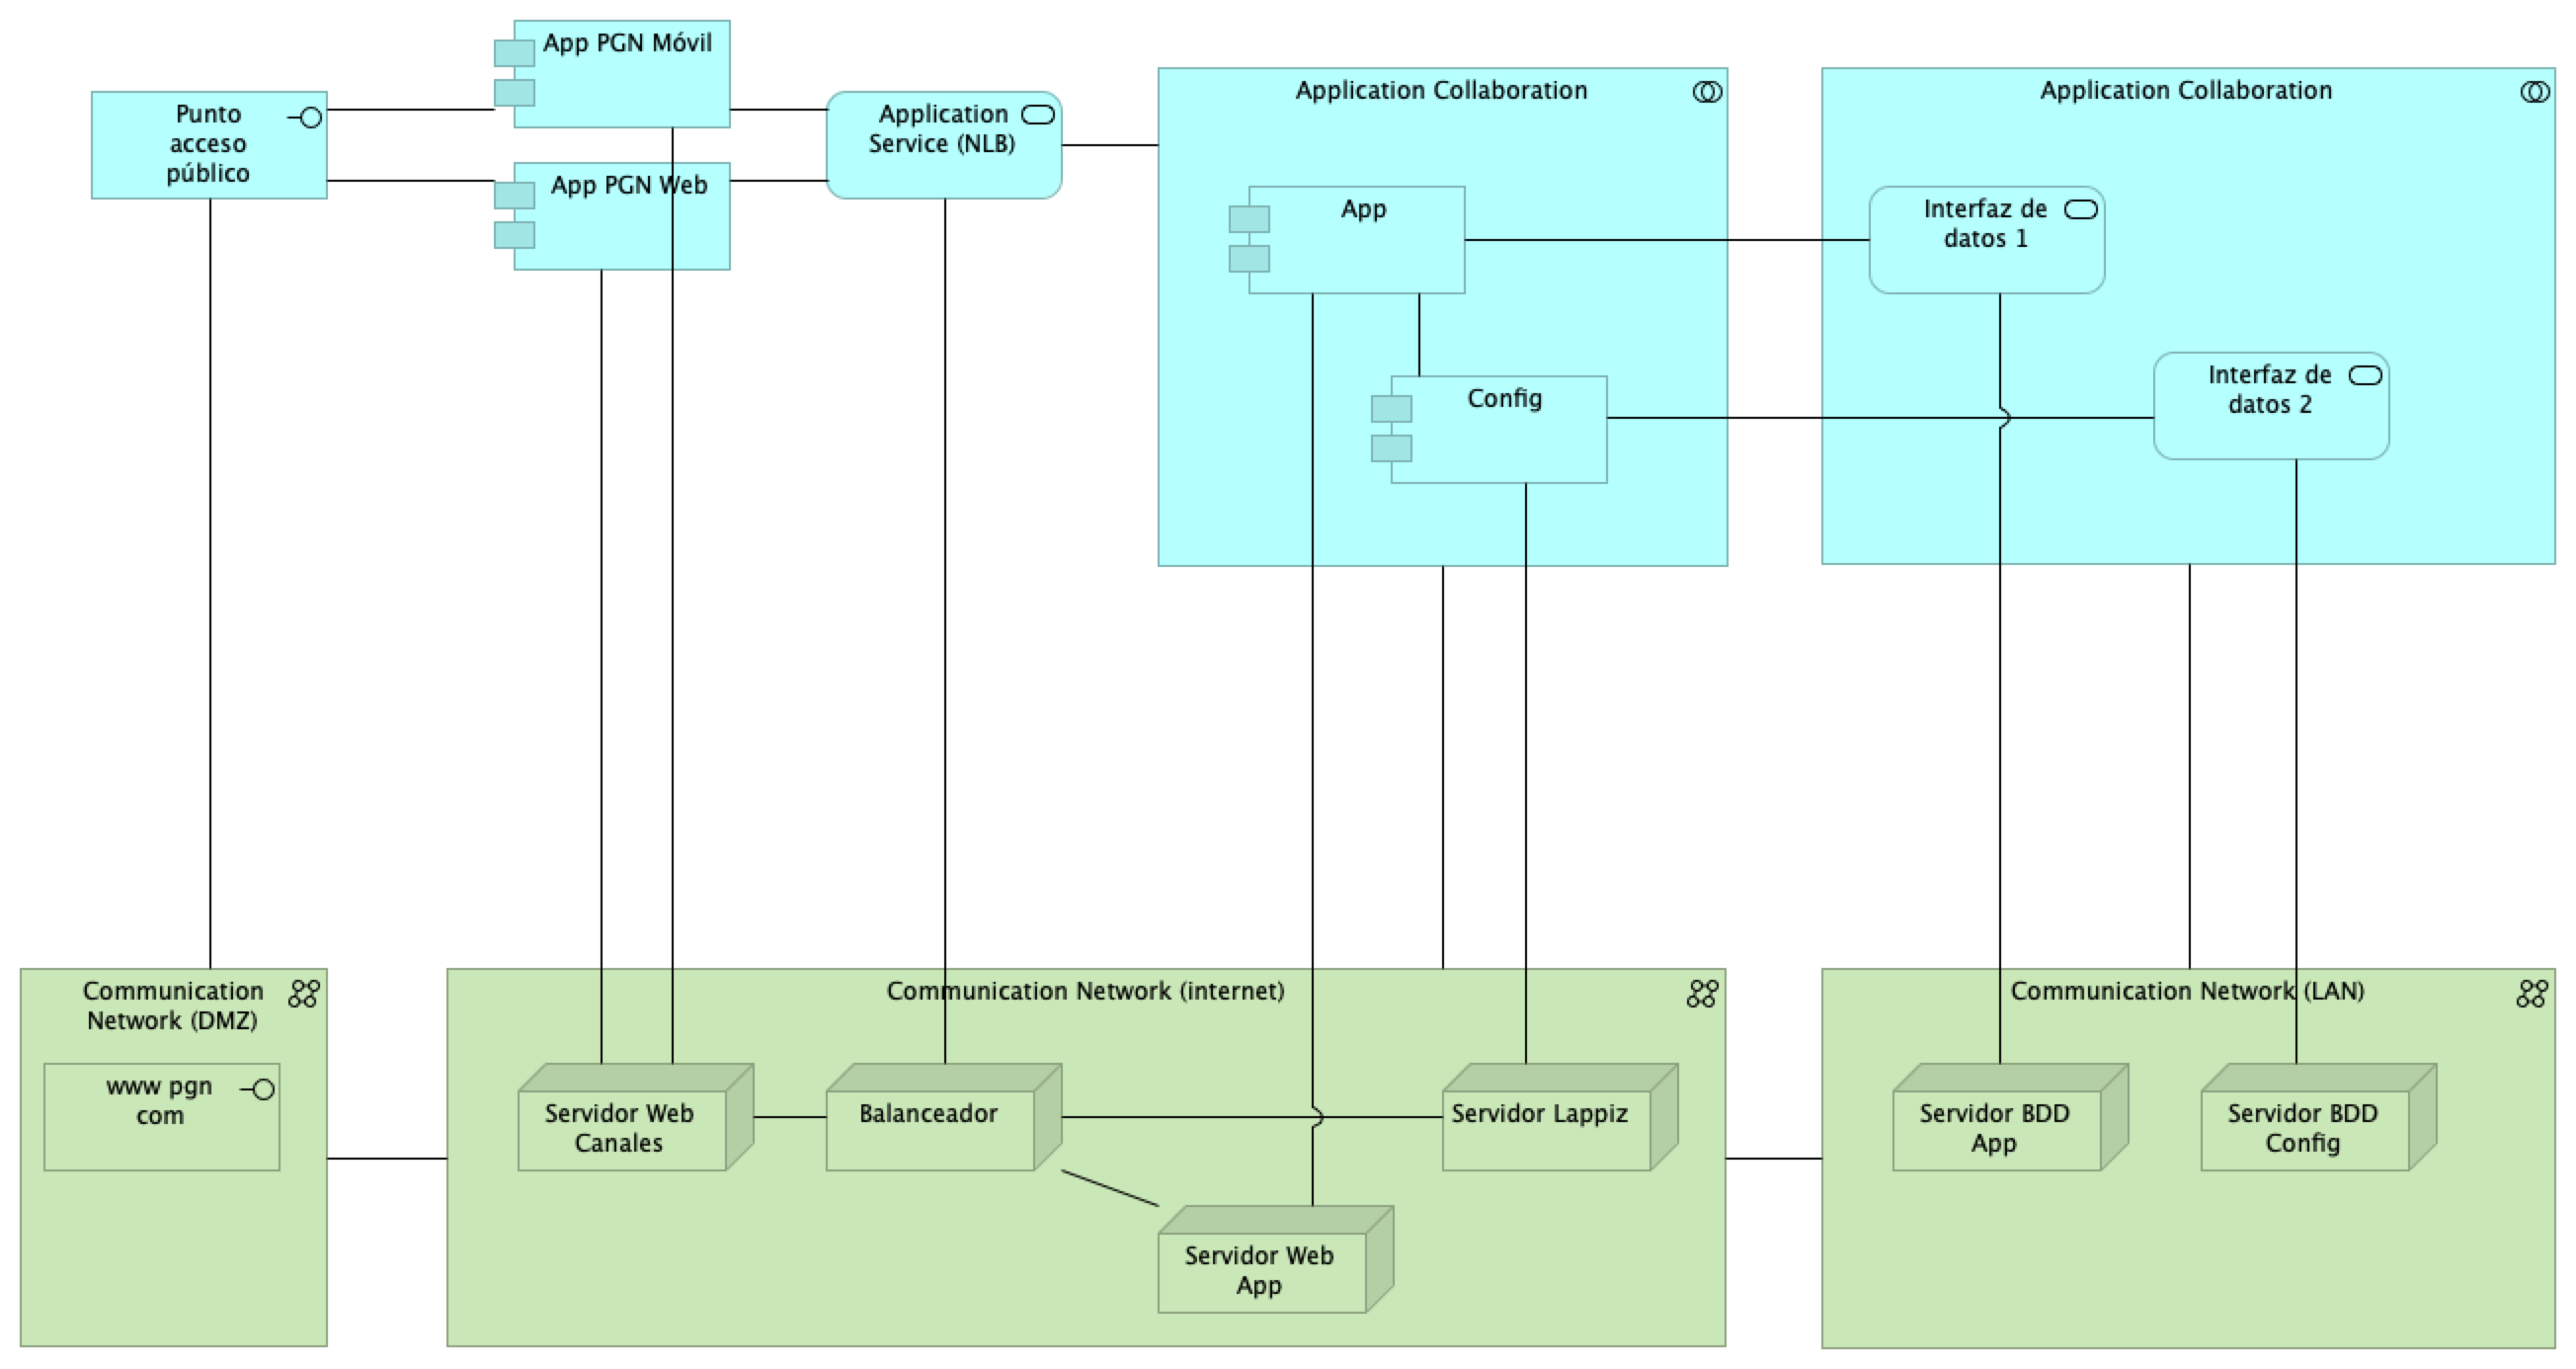 App PGN Móvil
Punto
acceso
público
App PGN Web
Application
Service (NLB)
Application Collaboration
App
Config
Application Collaboration
Interfaz de
datos 1
Interfaz de
datos 2
Communication
Network (DMZ)
www pgn
com
Communication Network (internet)
Servidor Web
Canales
Balanceador
Servidor Lappiz
Servidor Web
App
Communication Network (LAN)
Servidor BDD
App
Servidor BDD
Config